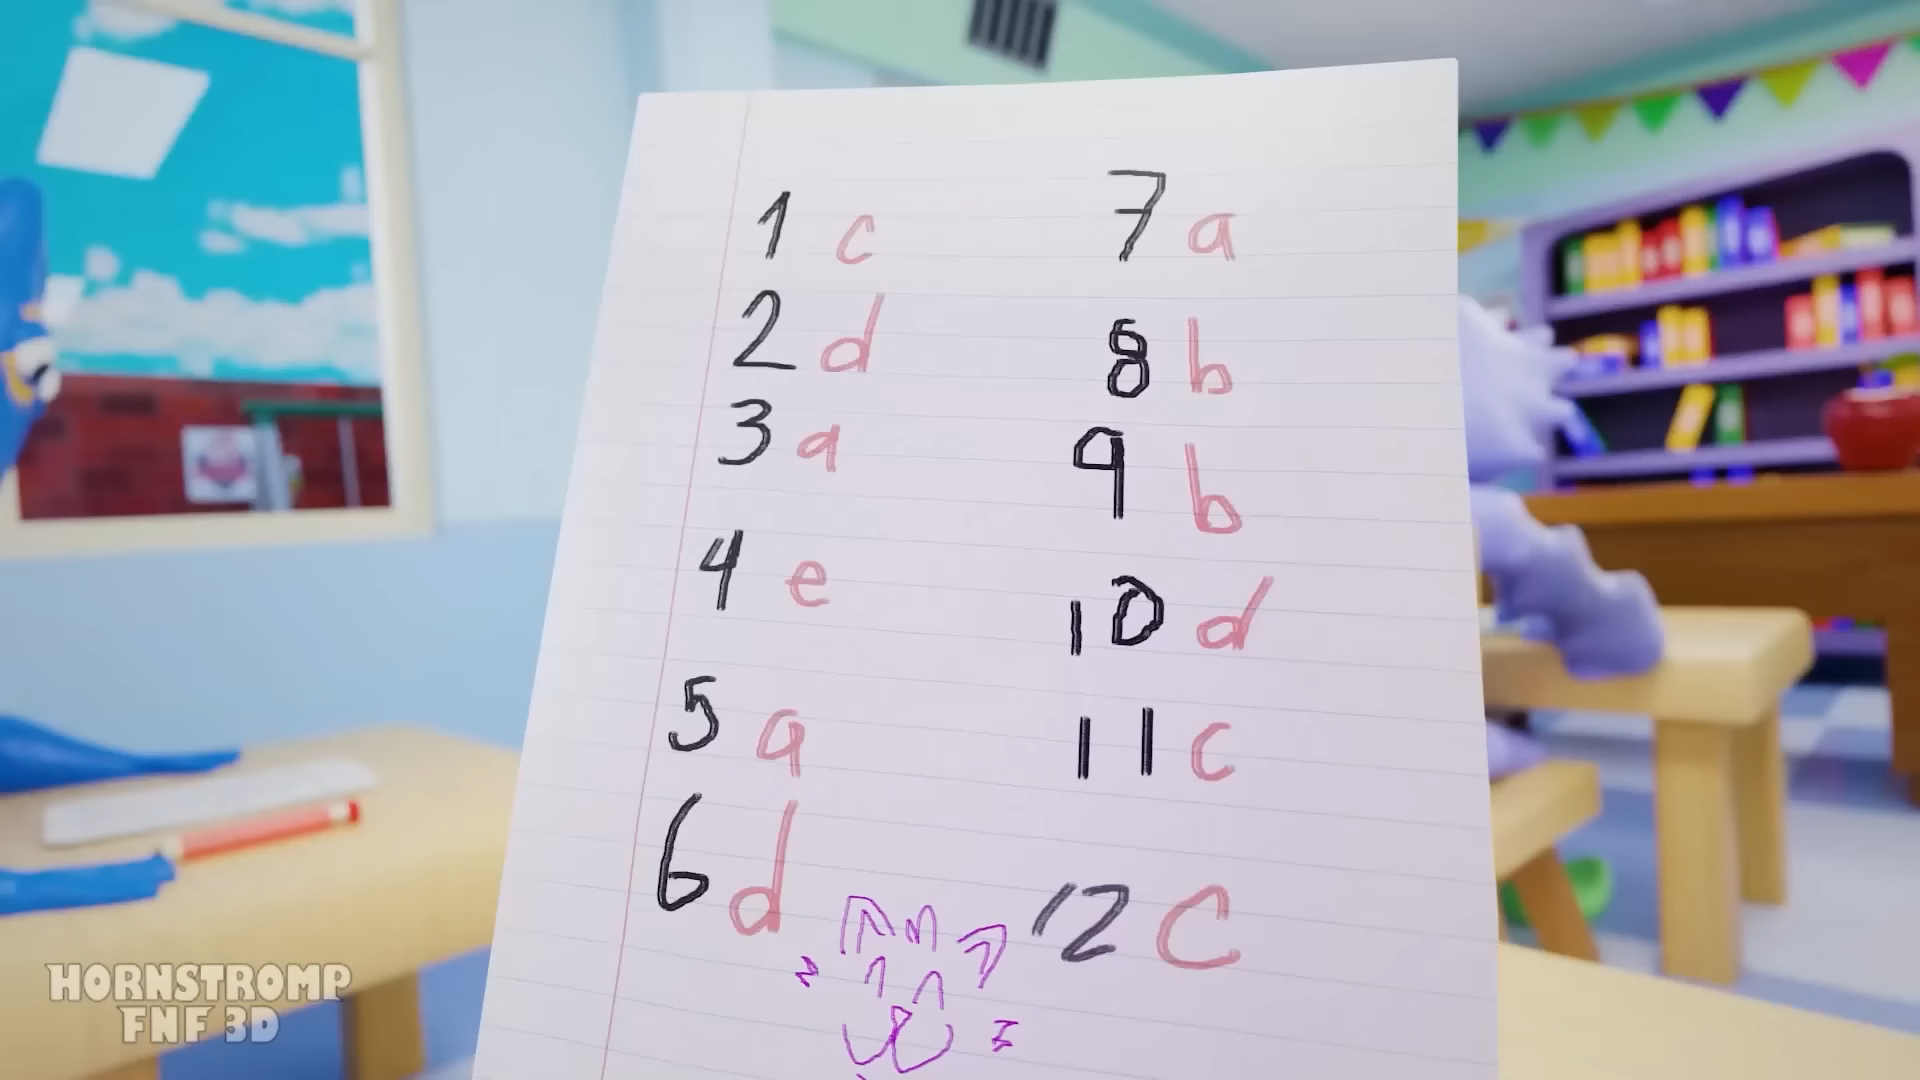 1 c
2 d
3 a
4 e
5 a
6 d
7 a
8 b
9 b
10 d
11 c
12 c
HORNSTROMP
FNF 3D